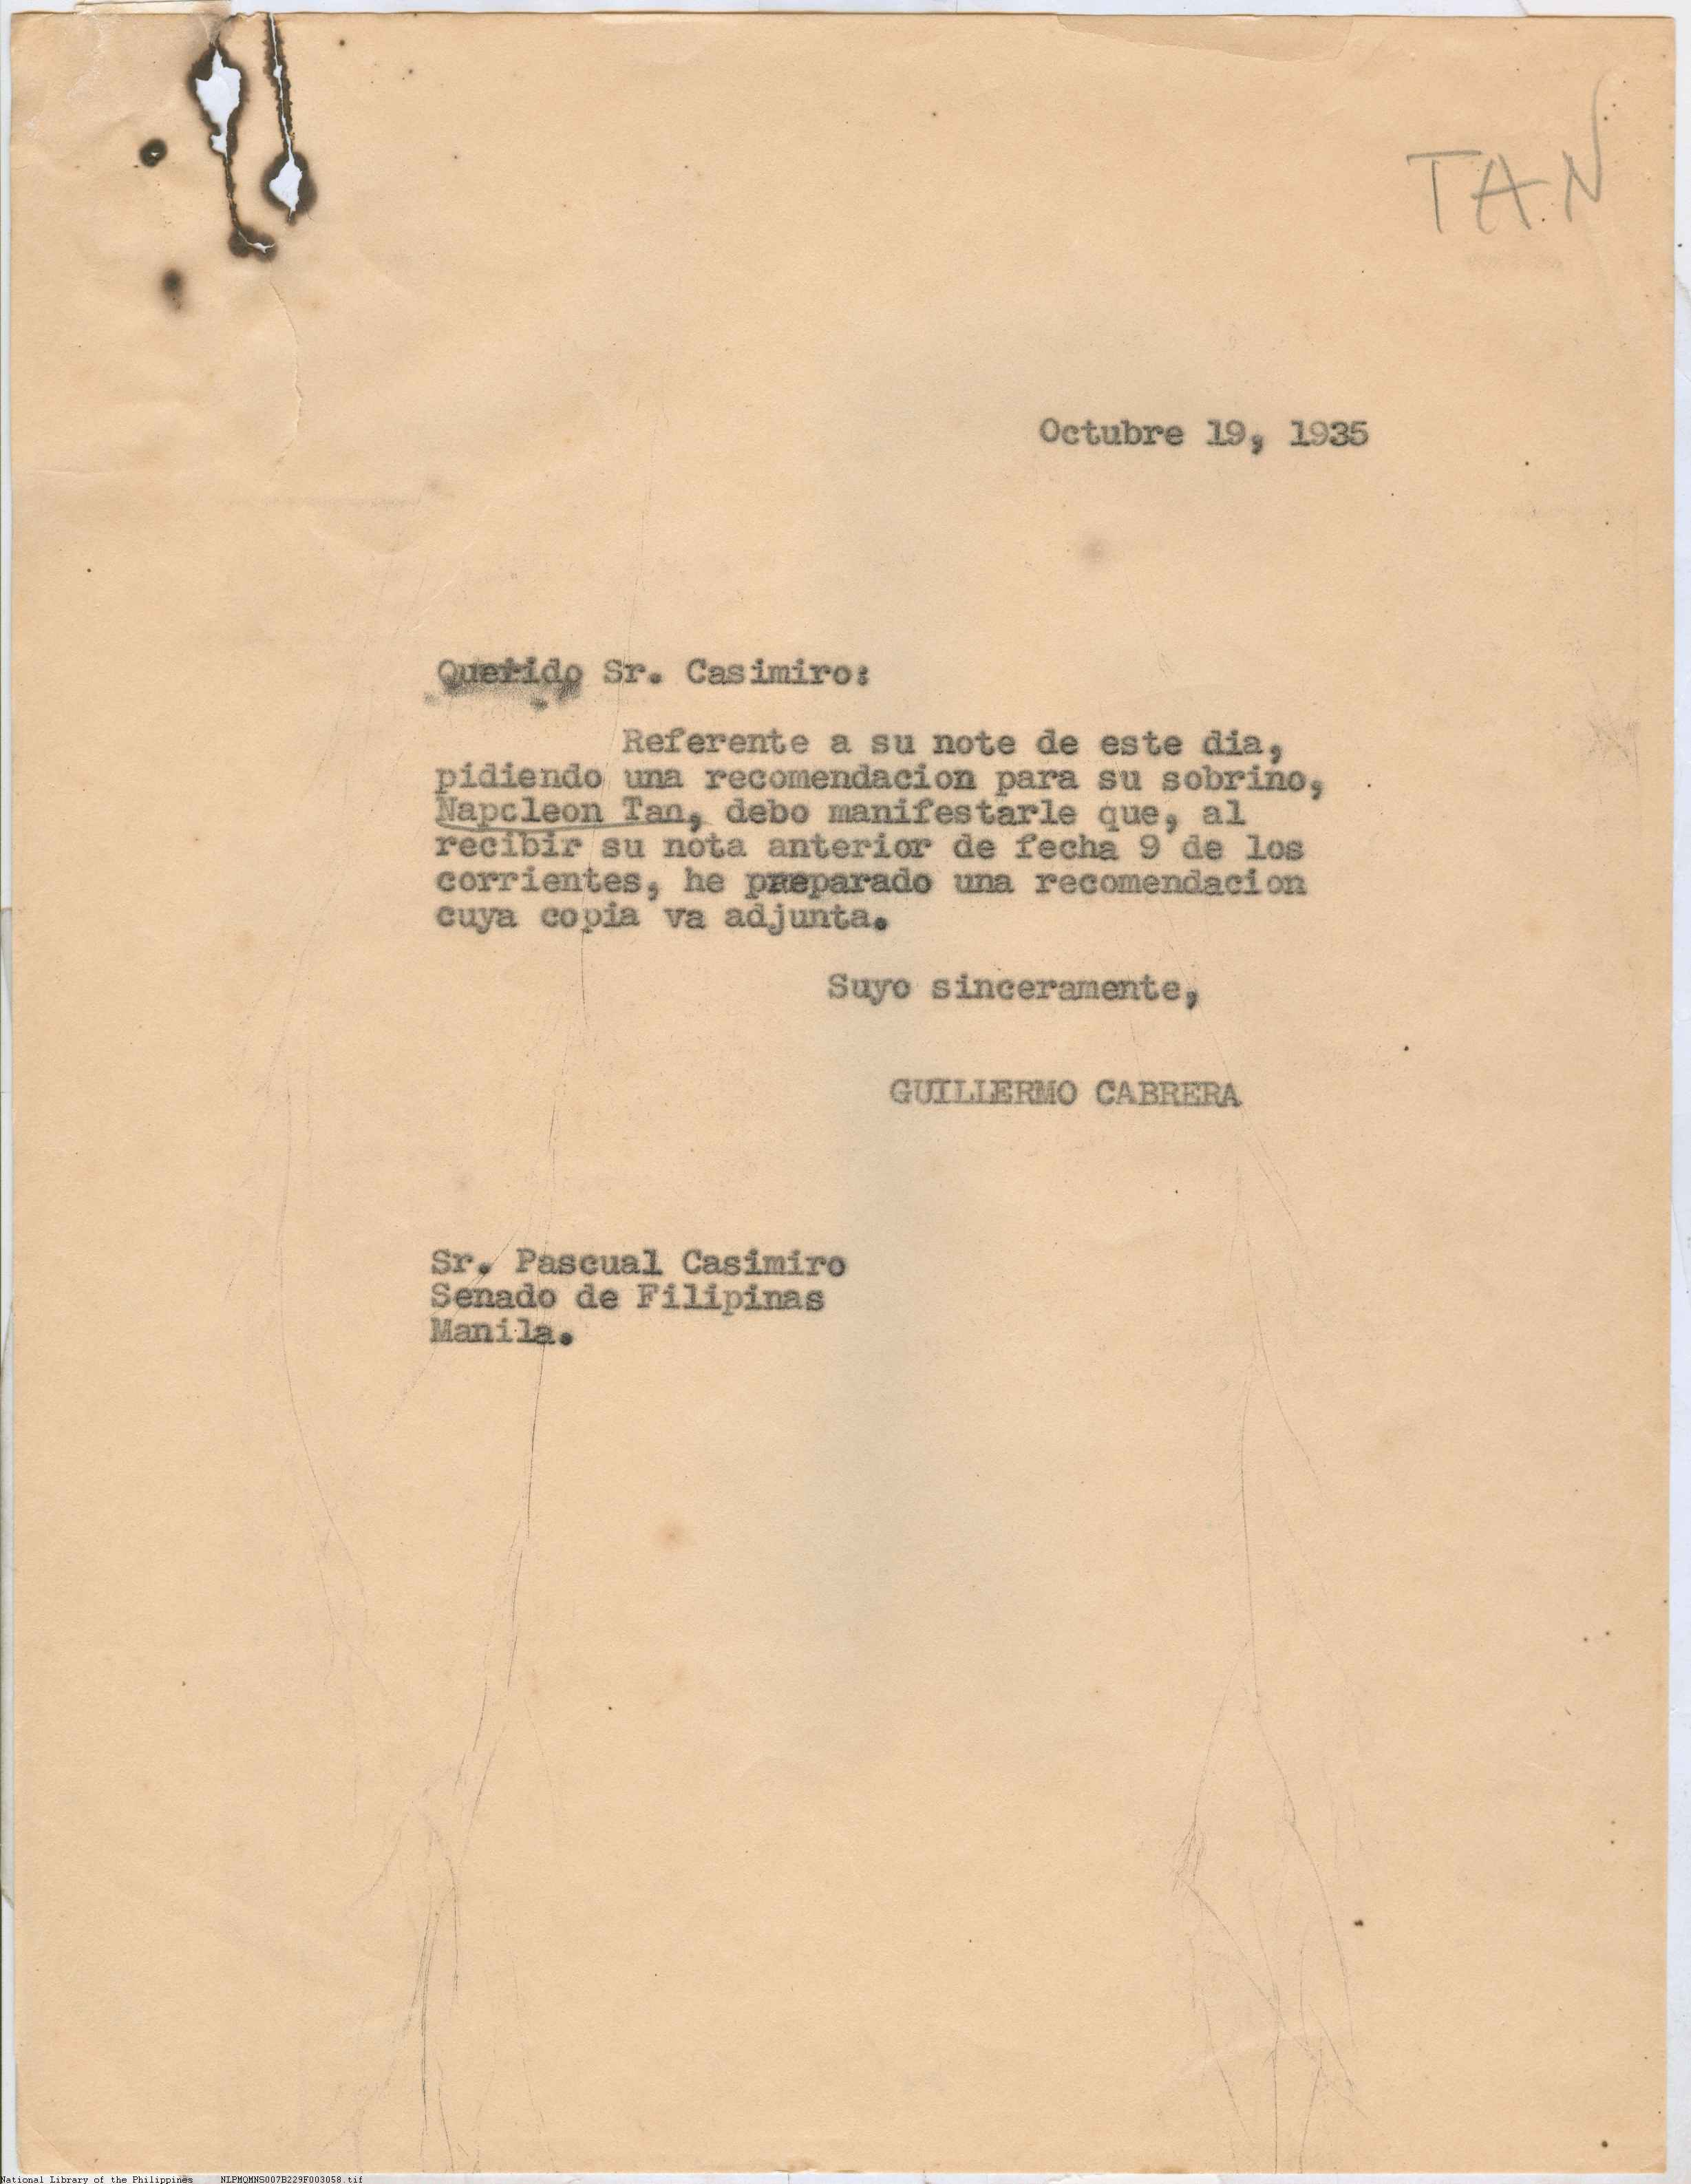 TAN
Octubre 19, 1935
Querido Sr. Casimiro:
Referente a su note de este dia,
pidiendo una recomendacion para su sobrino,
Napcleon Tan, debo manifestarle que, al
recibir su nota anterior de fecha 9 de los
corrientes, he preparado una recomendacion
cuya copia va adjunta.
Suyo sinceramente,
GUILLERMO CABRERA
Sr. Pascual Casimiro
Senado de Filipinas
Manila.
National Library of the Philippines NLPMQMNS007B229F003058.tif